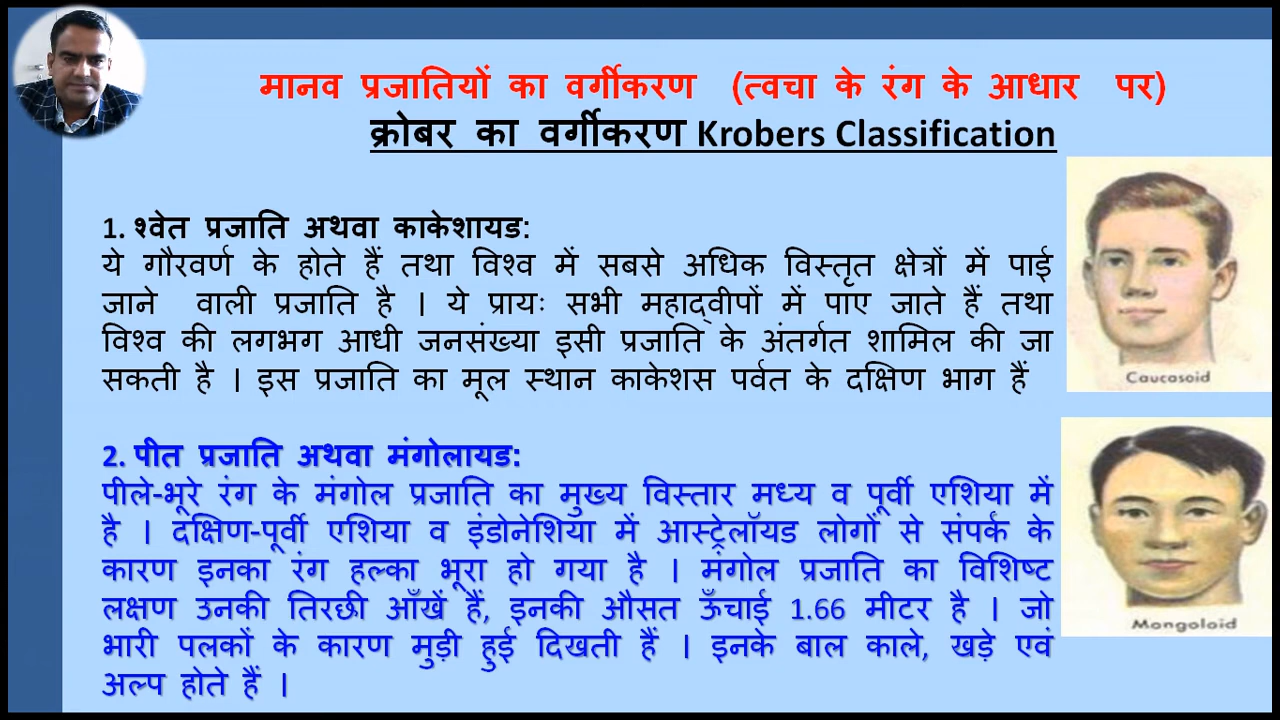 मानव प्रजातियों का वर्गीकरण (त्वचा के रंग के आधार पर)
क्रोबर का वर्गीकरण Krobers Classification
1. श्वेत प्रजाति अथवा काकेशायड:
ये गौरवर्ण के होते हैं तथा विश्व में सबसे अधिक विस्तृत क्षेत्रों में पाई
जाने वाली प्रजाति है । ये प्रायः सभी महाद्वीपों में पाए जाते हैं तथा
विश्व की लगभग आधी जनसंख्या इसी प्रजाति के अंतर्गत शामिल की जा
सकती है । इस प्रजाति का मूल स्थान काकेशस पर्वत के दक्षिण भाग हैं
Caucasoid
2. पीत प्रजाति अथवा मंगोलायड:
पीले-भूरे रंग के मंगोल प्रजाति का मुख्य विस्तार मध्य व पूर्वी एशिया में
है । दक्षिण-पूर्वी एशिया व इंडोनेशिया में आस्ट्रेलॉयड लोगों से संपर्क के
कारण इनका रंग हल्का भूरा हो गया है । मंगोल प्रजाति का विशिष्ट
लक्षण उनकी तिरछी आँखें हैं, इनकी औसत ऊँचाई 1.66 मीटर है । जो
भारी पलकों के कारण मुड़ी हुई दिखती हैं । इनके बाल काले, खड़े एवं
अल्प होते हैं ।
Mongoloid